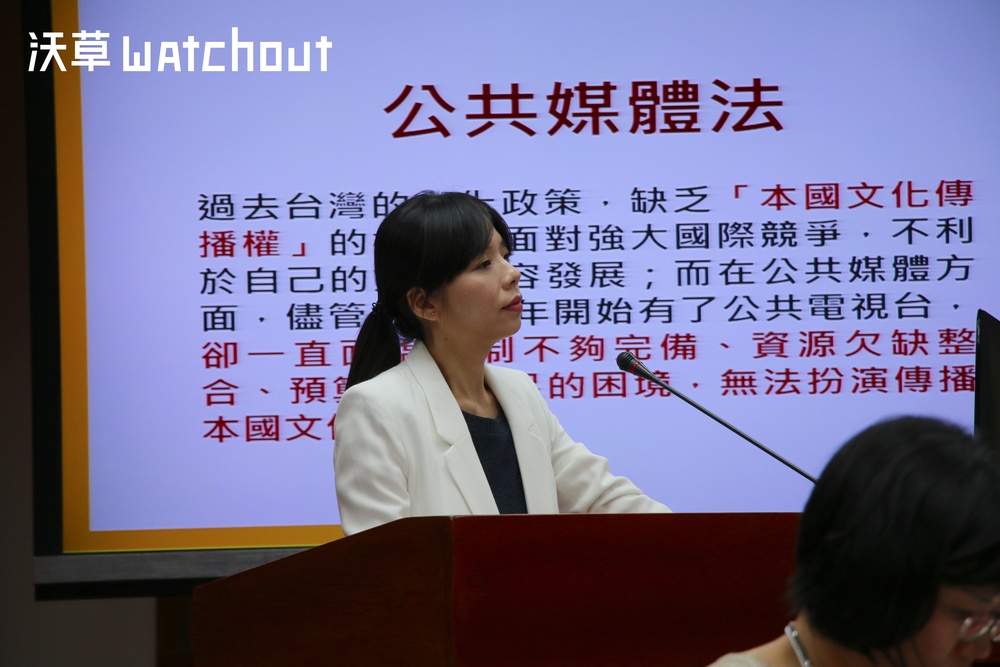 沃草 watchout
公共媒體法
過去台灣的 政策，缺乏「本國文化傳
播權」的 面對強大國際競爭，不利
於自己的 容發展；而在公共媒體方
面，儘管 年開始有了公共電視台，
卻一直面 制不夠完備、資源欠缺整
合、預 的困境，無法扮演傳播
本國文